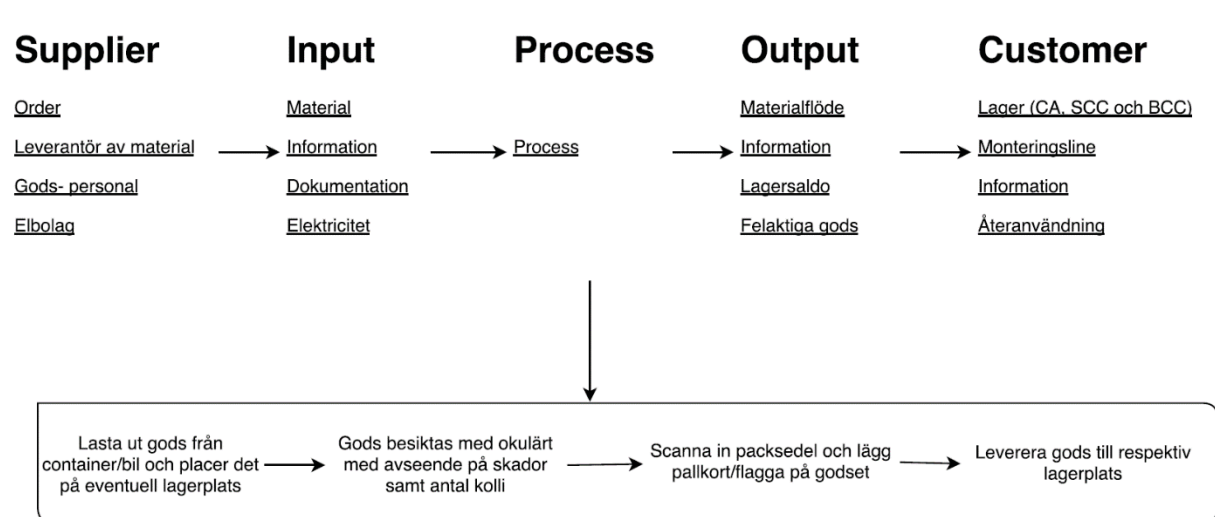 Supplier
Input
Process
Output
Customer
Order
Material
Materialflöde
Lager (CA, SCC och BCC)
Leverantör av material
Information
Process
Information
Monteringsline
Gods- personal
Dokumentation
Lagersaldo
Information
Elbolag
Elektricitet
Felaktiga gods
Återanvändning
Lasta ut gods från
container/bil och placer det
på eventuell lagerplats
Gods besiktas med okulärt
med avseende på skador
samt antal kolli
Scanna in packsedel och lägg
pallkort/flagga på godset
Leverera gods till respektiv
lagerplats